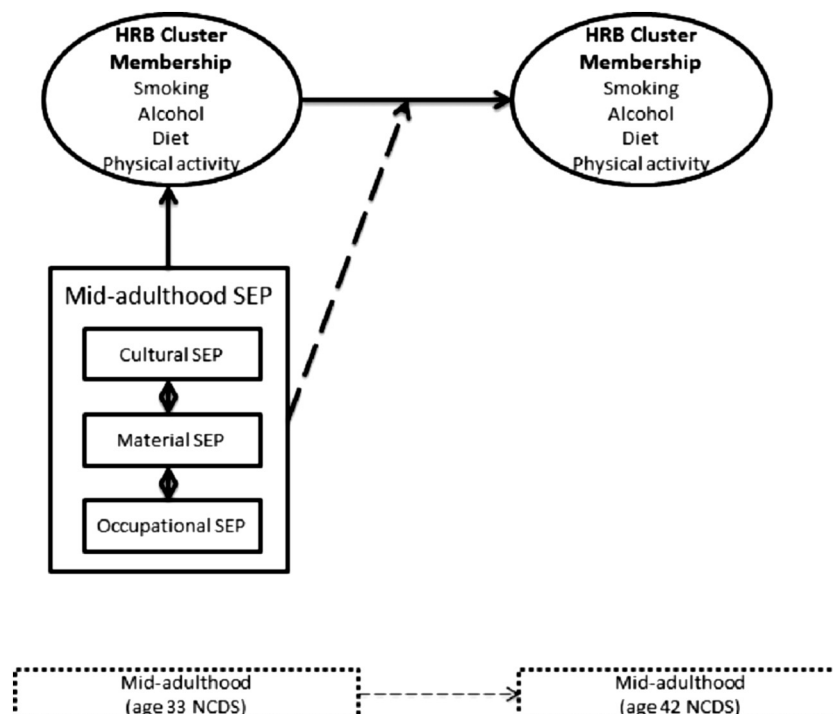 HRB Cluster
Membership
Smoking
Alcohol
Diet
Physical activity
HRB Cluster
Membership
Smoking
Alcohol
Diet
Physical activity
Mid-adulthood SEP
Cultural SEP
Material SEP
Occupational SEP
Mid-adulthood
(age 33 NCDS)
Mid-adulthood
(age 42 NCDS)